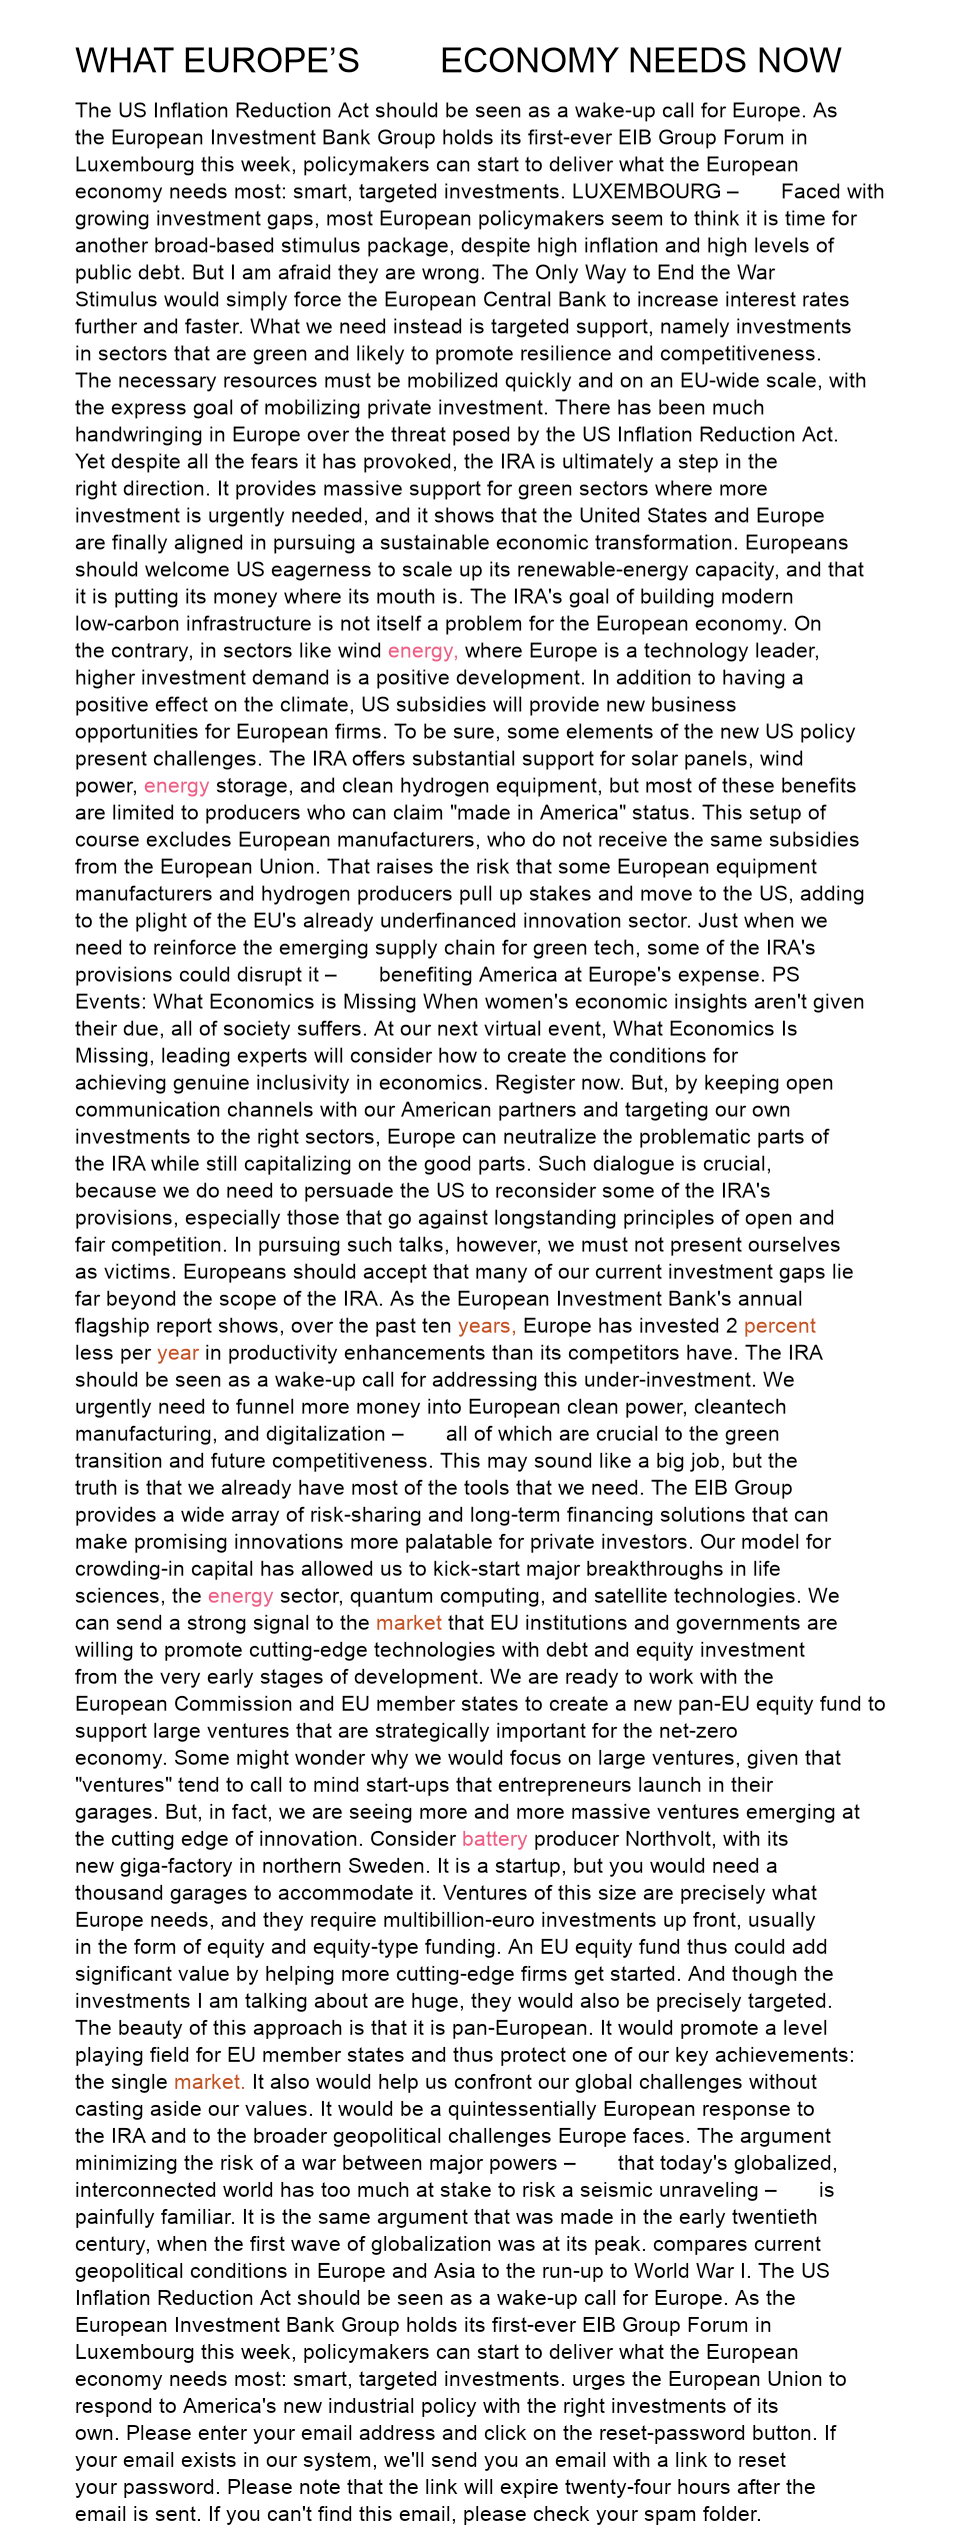 WHAT EUROPE’S ECONOMY NEEDS NOW
The US Inflation Reduction Act should be seen as a wake-up call for Europe. As
the European Investment Bank Group holds its first-ever EIB Group Forum in
Luxembourg this week, policymakers can start to deliver what the European
economy needs most: smart, targeted investments. LUXEMBOURG – Faced with
growing investment gaps, most European policymakers seem to think it is time for
another broad-based stimulus package, despite high inflation and high levels of
public debt. But I am afraid they are wrong. The Only Way to End the War
Stimulus would simply force the European Central Bank to increase interest rates
further and faster. What we need instead is targeted support, namely investments
in sectors that are green and likely to promote resilience and competitiveness.
The necessary resources must be mobilized quickly and on an EU-wide scale, with
the express goal of mobilizing private investment. There has been much
handwringing in Europe over the threat posed by the US Inflation Reduction Act.
Yet despite all the fears it has provoked, the IRA is ultimately a step in the
right direction. It provides massive support for green sectors where more
investment is urgently needed, and it shows that the United States and Europe
are finally aligned in pursuing a sustainable economic transformation. Europeans
should welcome US eagerness to scale up its renewable-energy capacity, and that
it is putting its money where its mouth is. The IRA's goal of building modern
low-carbon infrastructure is not itself a problem for the European economy. On
the contrary, in sectors like wind energy, where Europe is a technology leader,
higher investment demand is a positive development. In addition to having a
positive effect on the climate, US subsidies will provide new business
opportunities for European firms. To be sure, some elements of the new US policy
present challenges. The IRA offers substantial support for solar panels, wind
power, energy storage, and clean hydrogen equipment, but most of these benefits
are limited to producers who can claim "made in America" status. This setup of
course excludes European manufacturers, who do not receive the same subsidies
from the European Union. That raises the risk that some European equipment
manufacturers and hydrogen producers pull up stakes and move to the US, adding
to the plight of the EU's already underfinanced innovation sector. Just when we
need to reinforce the emerging supply chain for green tech, some of the IRA's
provisions could disrupt it – benefiting America at Europe's expense. PS
Events: What Economics is Missing When women's economic insights aren't given
their due, all of society suffers. At our next virtual event, What Economics Is
Missing, leading experts will consider how to create the conditions for
achieving genuine inclusivity in economics. Register now. But, by keeping open
communication channels with our American partners and targeting our own
investments to the right sectors, Europe can neutralize the problematic parts of
the IRA while still capitalizing on the good parts. Such dialogue is crucial,
because we do need to persuade the US to reconsider some of the IRA's
provisions, especially those that go against longstanding principles of open and
fair competition. In pursuing such talks, however, we must not present ourselves
as victims. Europeans should accept that many of our current investment gaps lie
far beyond the scope of the IRA. As the European Investment Bank's annual
flagship report shows, over the past ten years, Europe has invested 2 percent
less per year in productivity enhancements than its competitors have. The IRA
should be seen as a wake-up call for addressing this under-investment. We
urgently need to funnel more money into European clean power, cleantech
manufacturing, and digitalization – all of which are crucial to the green
transition and future competitiveness. This may sound like a big job, but the
truth is that we already have most of the tools that we need. The EIB Group
provides a wide array of risk-sharing and long-term financing solutions that can
make promising innovations more palatable for private investors. Our model for
crowding-in capital has allowed us to kick-start major breakthroughs in life
sciences, the energy sector, quantum computing, and satellite technologies. We
can send a strong signal to the market that EU institutions and governments are
willing to promote cutting-edge technologies with debt and equity investment
from the very early stages of development. We are ready to work with the
European Commission and EU member states to create a new pan-EU equity fund to
support large ventures that are strategically important for the net-zero
economy. Some might wonder why we would focus on large ventures, given that
"ventures" tend to call to mind start-ups that entrepreneurs launch in their
garages. But, in fact, we are seeing more and more massive ventures emerging at
the cutting edge of innovation. Consider battery producer Northvolt, with its
new giga-factory in northern Sweden. It is a startup, but you would need a
thousand garages to accommodate it. Ventures of this size are precisely what
Europe needs, and they require multibillion-euro investments up front, usually
in the form of equity and equity-type funding. An EU equity fund thus could add
significant value by helping more cutting-edge firms get started. And though the
investments I am talking about are huge, they would also be precisely targeted.
The beauty of this approach is that it is pan-European. It would promote a level
playing field for EU member states and thus protect one of our key achievements:
the single market. It also would help us confront our global challenges without
casting aside our values. It would be a quintessentially European response to
the IRA and to the broader geopolitical challenges Europe faces. The argument
minimizing the risk of a war between major powers – that today's globalized,
interconnected world has too much at stake to risk a seismic unraveling – is
painfully familiar. It is the same argument that was made in the early twentieth
century, when the first wave of globalization was at its peak. compares current
geopolitical conditions in Europe and Asia to the run-up to World War I. The US
Inflation Reduction Act should be seen as a wake-up call for Europe. As the
European Investment Bank Group holds its first-ever EIB Group Forum in
Luxembourg this week, policymakers can start to deliver what the European
economy needs most: smart, targeted investments. urges the European Union to
respond to America's new industrial policy with the right investments of its
own. Please enter your email address and click on the reset-password button. If
your email exists in our system, we'll send you an email with a link to reset
your password. Please note that the link will expire twenty-four hours after the
email is sent. If you can't find this email, please check your spam folder.